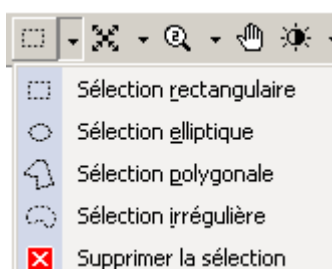 Sélection rectangulaire
Sélection elliptique
Sélection polygonale
Sélection irrégulière
Supprimer la sélection